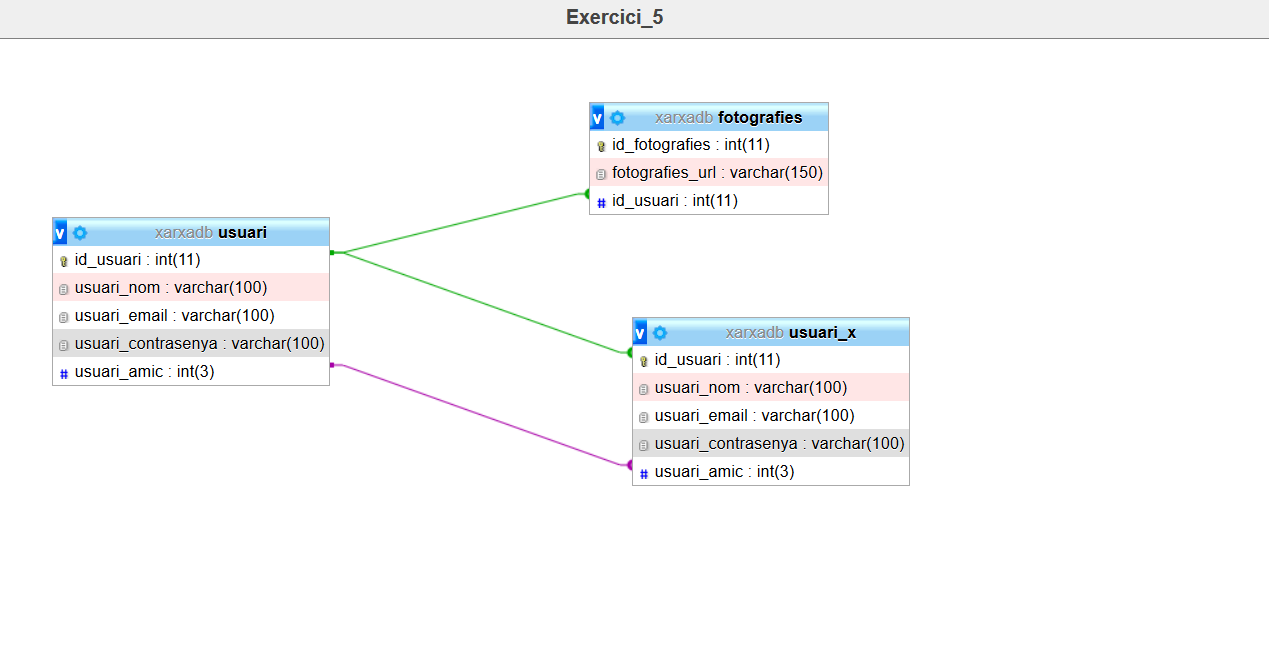 Exercici_5
v xarxadb fotografies
id_fotografies : int(11)
fotografies_url : varchar(150)
# id_usuari : int(11)
v xarxadb usuari
id_usuari : int(11)
usuari_nom : varchar(100)
usuari_email : varchar(100)
usuari_contrasenya : varchar(100)
# usuari_amic : int(3)
v xarxadb usuari_x
id_usuari : int(11)
usuari_nom : varchar(100)
usuari_email : varchar(100)
usuari_contrasenya : varchar(100)
# usuari_amic : int(3)